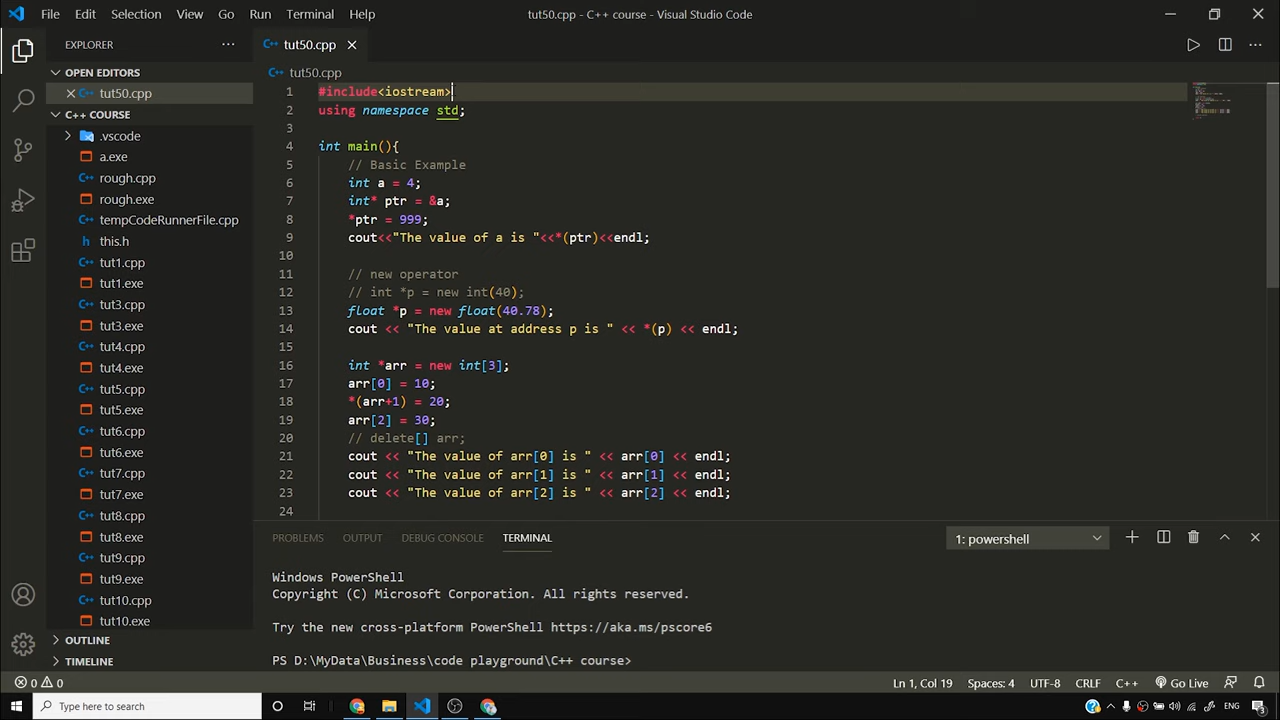 File Edit Selection View Go Run Terminal Help
tut50.cpp - C++ course - Visual Studio Code
EXPLORER
OPEN EDITORS
tut50.cpp
C++ COURSE
.vscode
a.exe
rough.cpp
rough.exe
tempCodeRunnerFile.cpp
this.h
tut1.cpp
tut1.exe
tut3.cpp
tut3.exe
tut4.cpp
tut4.exe
tut5.cpp
tut5.exe
tut6.cpp
tut6.exe
tut7.cpp
tut7.exe
tut8.cpp
tut8.exe
tut9.cpp
tut9.exe
tut10.cpp
tut10.exe
OUTLINE
TIMELINE
tut50.cpp
tut50.cpp
1 #include<iostream>
2 using namespace std;
3
4 int main(){
5 // Basic Example
6 int a = 4;
7 int* ptr = &a;
8 *ptr = 999;
9 cout<<"The value of a is "<<*(ptr)<<endl;
10
11 // new operator
12 // int *p = new int(40);
13 float *p = new float(40.78);
14 cout << "The value at address p is " << *(p) << endl;
15
16 int *arr = new int[3];
17 arr[0] = 10;
18 *(arr+1) = 20;
19 arr[2] = 30;
20 // delete[] arr;
21 cout << "The value of arr[0] is " << arr[0] << endl;
22 cout << "The value of arr[1] is " << arr[1] << endl;
23 cout << "The value of arr[2] is " << arr[2] << endl;
24
PROBLEMS OUTPUT DEBUG CONSOLE TERMINAL
1: powershell
Windows PowerShell
Copyright (C) Microsoft Corporation. All rights reserved.
Try the new cross-platform PowerShell https://aka.ms/pscore6
PS D:\MyData\Business\code playground\C++ course>
0 0
Ln 1, Col 19 Spaces: 4 UTF-8 CRLF C++ Go Live
Type here to search
ENG